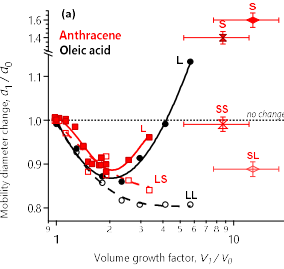 (a)
Anthracene
Oleic acid
Mobility diameter change, d1 / d0
1.6
1.4
1.0
0.9
0.8
S
S
L
L
SS
no change
LS
SL
LL
9 1 2 3 4 5 6 7 8 9 10
Volume growth factor, V1 / V0